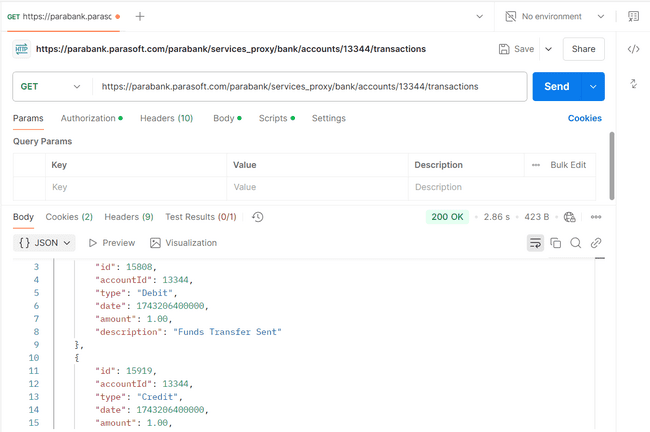 GET https://parabank.parasc
No environment
HTTP https://parabank.parasoft.com/parabank/services_proxy/bank/accounts/13344/transactions
Save
Share
GET https://parabank.parasoft.com/parabank/services_proxy/bank/accounts/13344/transactions
Send
Params Authorization Headers (10) Body Scripts Settings Cookies
Query Params
Key Value Description Bulk Edit
Key Value Description
Body Cookies (2) Headers (9) Test Results (0/1) 200 OK 2.86 s 423 B
{} JSON Preview Visualization
3 "id": 15808,
4 "accountId": 13344,
5 "type": "Debit",
6 "date": 1743206400000,
7 "amount": 1.00,
8 "description": "Funds Transfer Sent"
9 },
10 {
11 "id": 15919,
12 "accountId": 13344,
13 "type": "Credit",
14 "date": 1743206400000,
15 "amount": 1.00,